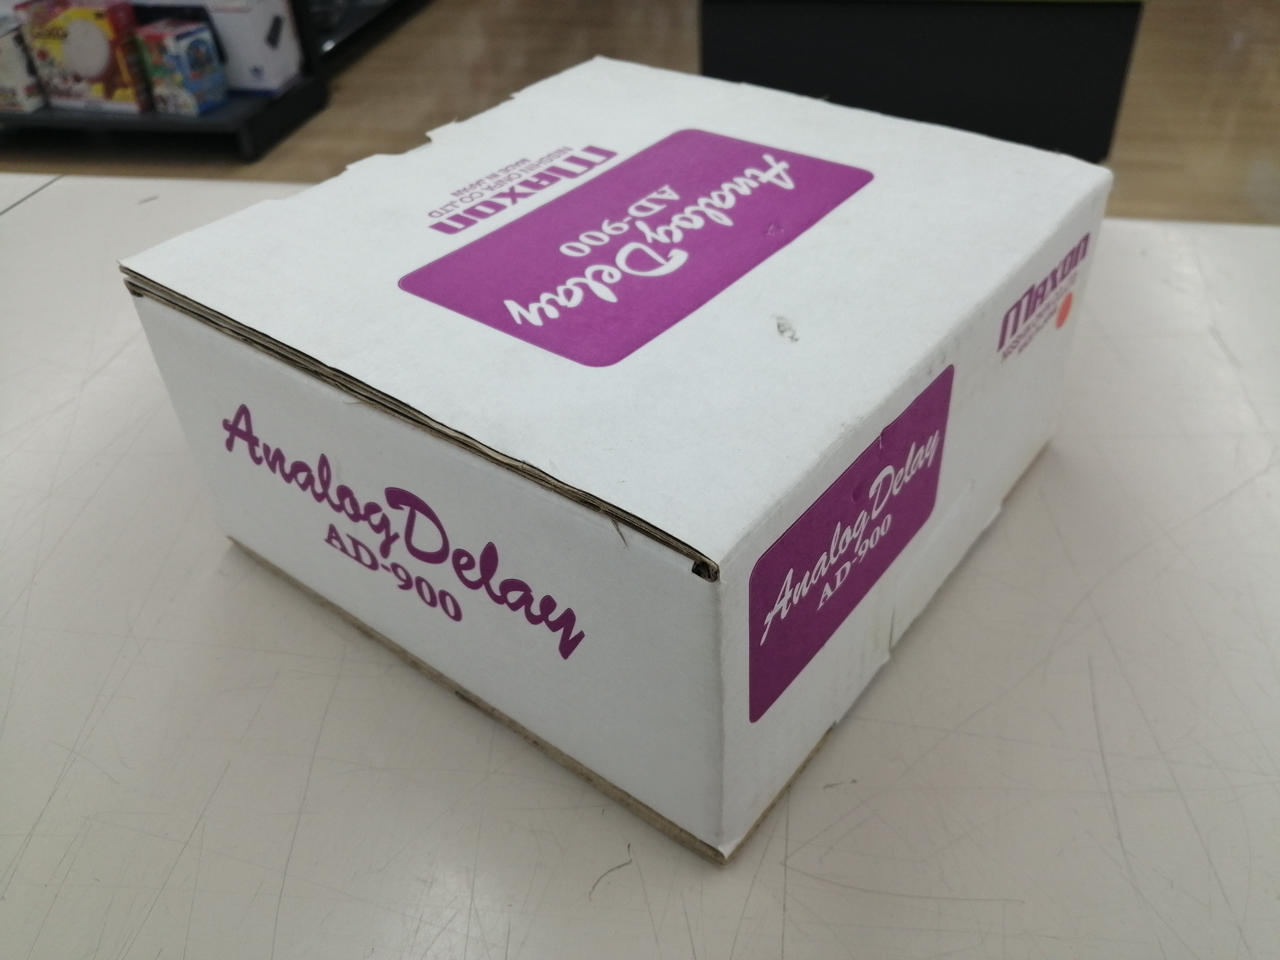 Analog Delay
AD-900
maxon
NISSHIN ONPA CO.,LTD
MADE IN JAPAN
Analog Delay
AD-900
Analog Delay
AD-900
maxon